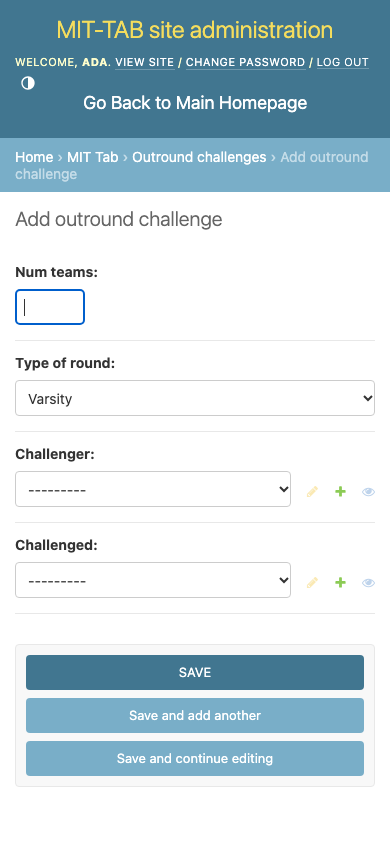 MIT-TAB site administration
WELCOME, ADA. VIEW SITE / CHANGE PASSWORD / LOG OUT
Go Back to Main Homepage
Home › MIT Tab › Outround challenges › Add outround
challenge
Add outround challenge
Num teams:
Type of round:
Varsity
Challenger:
---------
Challenged:
---------
SAVE
Save and add another
Save and continue editing